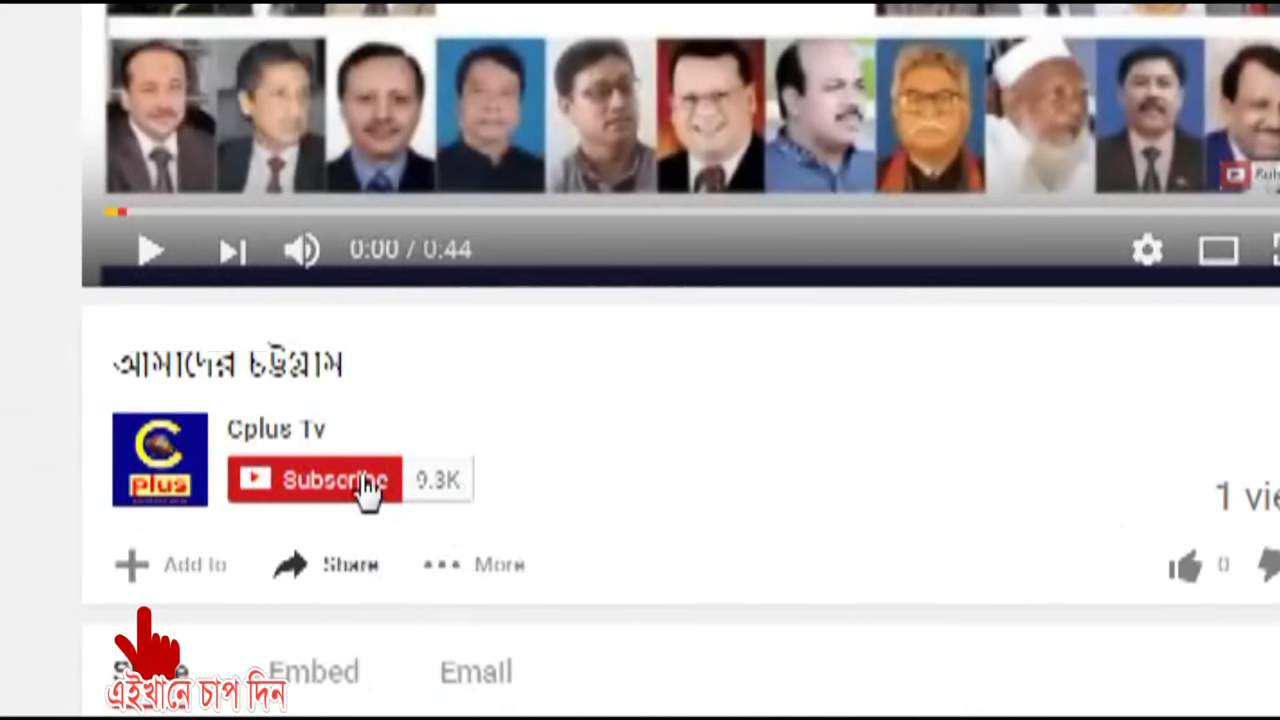 0:00 / 0:44
আমাদের চট্টগ্রাম
C
plus
Cplus Tv
Subscribe 9.3K
1
Add to Share More
0
Share Embed Email
এইখানে চাপ দিন